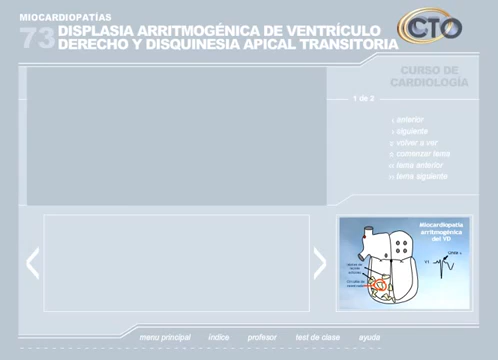 MIOCARDIOPATÍAS
73 DISPLASIA ARRITMOGÉNICA DE VENTRÍCULO
DERECHO Y DISQUINESIA APICAL TRANSITORIA
CTO
CURSO DE
CARDIOLOGÍA
1 de 2
anterior
siguiente
volver a ver
comenzar tema
tema anterior
tema siguiente
Miocardiopatía
arritmogénica
del VD
V1
menú principal
índios
profesor
test de clase
ayuda